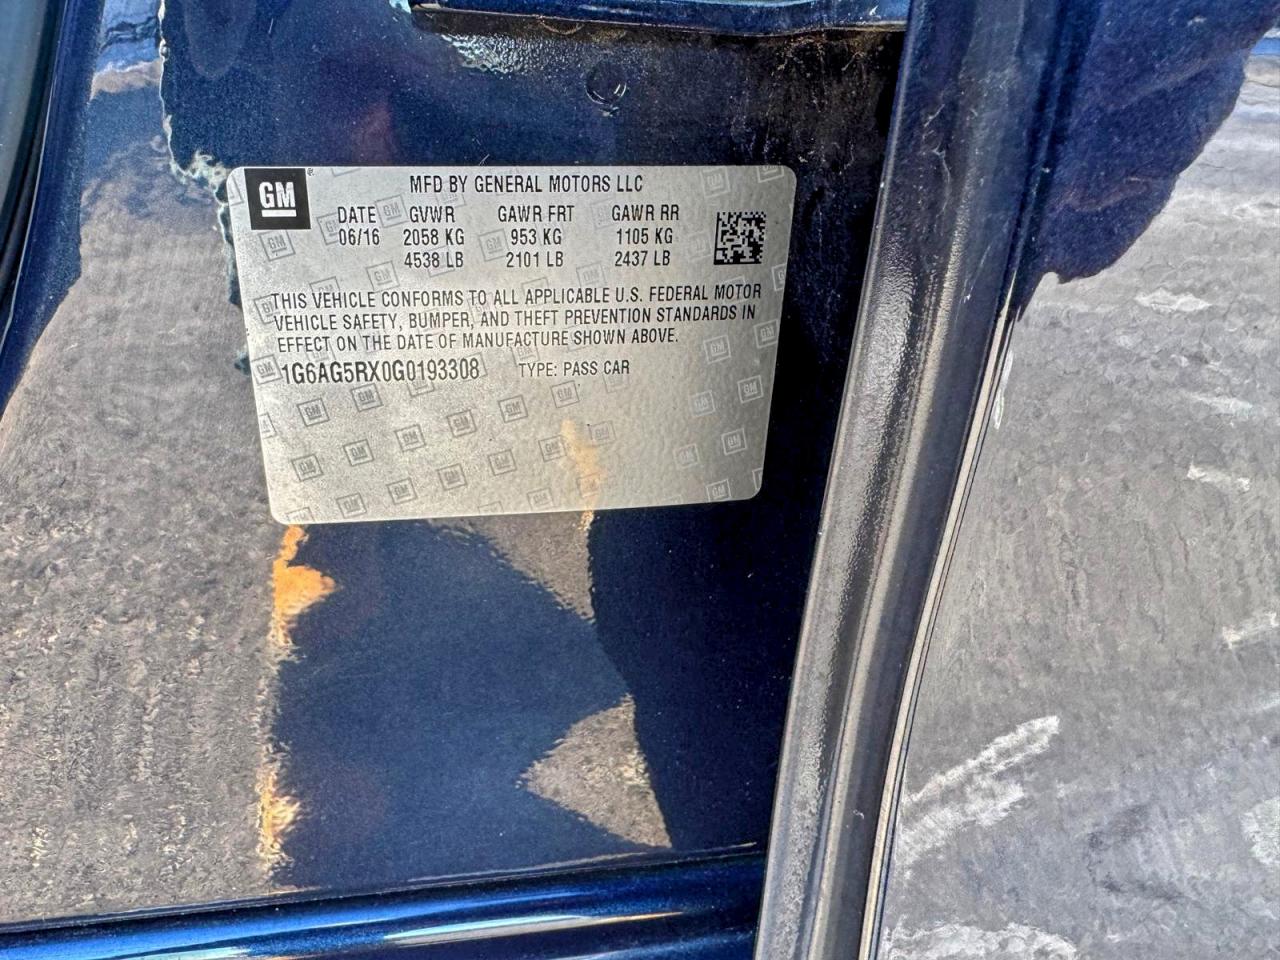 GM
MFD BY GENERAL MOTORS LLC
DATE GVWR GAWR FRT GAWR RR
06/16 2058 KG 953 KG 1105 KG
4538 LB 2101 LB 2437 LB
THIS VEHICLE CONFORMS TO ALL APPLICABLE U.S. FEDERAL MOTOR
VEHICLE SAFETY, BUMPER, AND THEFT PREVENTION STANDARDS IN
EFFECT ON THE DATE OF MANUFACTURE SHOWN ABOVE.
1G6AG5RX0G0193308 TYPE: PASS CAR